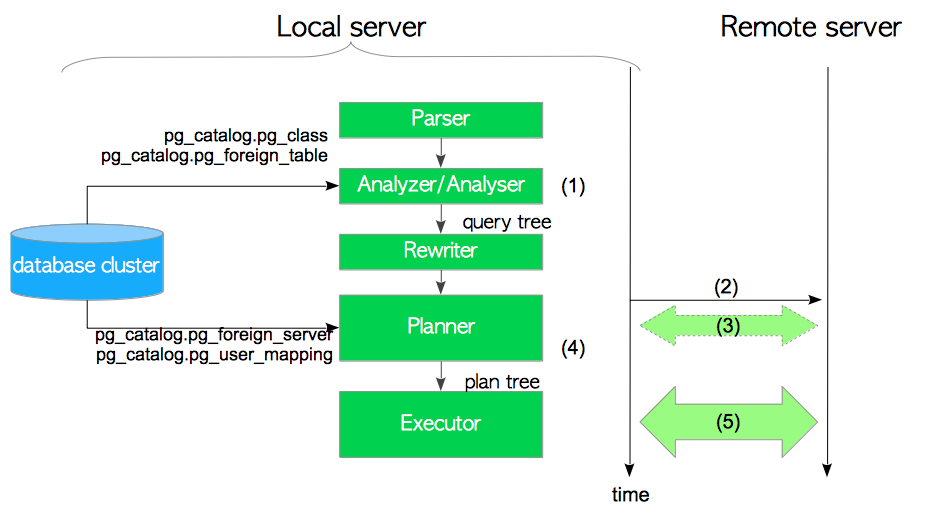 Local server
Remote server
Parser
pg_catalog.pg_class
pg_catalog.pg_foreign_table
Analyzer/Analyser
(1)
query tree
database cluster
Rewriter
(2)
Planner
(3)
pg_catalog.pg_foreign_server
pg_catalog.pg_user_mapping
(4)
plan tree
Executor
(5)
time